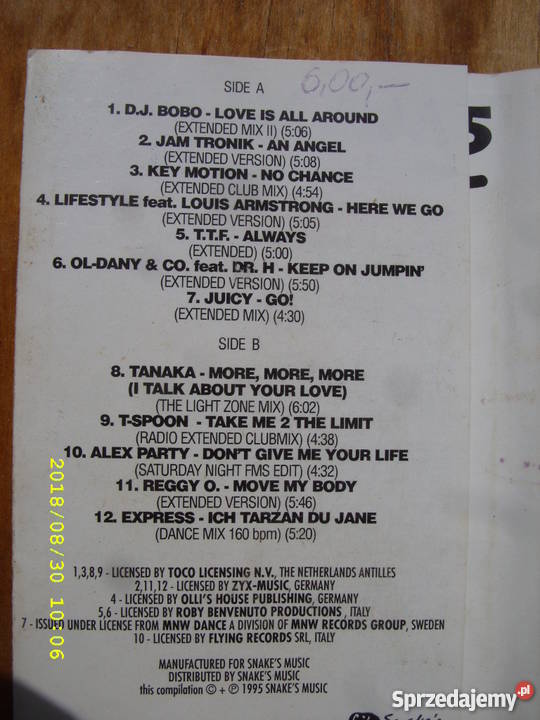 SIDE A 6,00,-
1. D.J. BOBO - LOVE IS ALL AROUND
(EXTENDED MIX II) (5:06)
2. JAM TRONIK - AN ANGEL
(EXTENDED VERSION) (5:08)
3. KEY MOTION - NO CHANCE
(EXTENDED CLUB MIX) (4:54)
4. LIFESTYLE feat. LOUIS ARMSTRONG - HERE WE GO
(EXTENDED VERSION) (5:05)
5. T.T.F. - ALWAYS
(EXTENDED) (5:00)
6. OL-DANY & CO. feat. DR. H - KEEP ON JUMPIN'
(EXTENDED VERSION) (5:50)
7. JUICY - GO!
(EXTENDED MIX) (4:30)
SIDE B
8. TANAKA - MORE, MORE, MORE
(I TALK ABOUT YOUR LOVE)
(THE LIGHT ZONE MIX) (6:02)
9. T-SPOON - TAKE ME 2 THE LIMIT
(RADIO EXTENDED CLUBMIX) (4:38)
10. ALEX PARTY - DON'T GIVE ME YOUR LIFE
(SATURDAY NIGHT FMS EDIT) (4:32)
11. REGGY O. - MOVE MY BODY
(EXTENDED VERSION) (5:46)
12. EXPRESS - ICH TARZAN DU JANE
(DANCE MIX 160 bpm) (5:20)
1,3,8,9 - LICENSED BY TOCO LICENSING N.V., THE NETHERLANDS ANTILLES
2,11,12 - LICENSED BY ZYX-MUSIC, GERMANY
4 - LICENSED BY OLLI'S HOUSE PUBLISHING, GERMANY
5,6 - LICENSED BY ROBY BENVENUTO PRODUCTIONS , ITALY
7 - ISSUED UNDER LICENSE FROM MNW DANCE A DIVISION OF MNW RECORDS GROUP, SWEDEN
10 - LICENSED BY FLYING RECORDS SRL, ITALY
MANUFACTURED FOR SNAKE'S MUSIC
DISTRIBUTED BY SNAKE'S MUSIC
this compilation © + ℗ 1995 SNAKE'S MUSIC
5
Snake's
2018/08/30 10:06
Sprzedajemy.pl